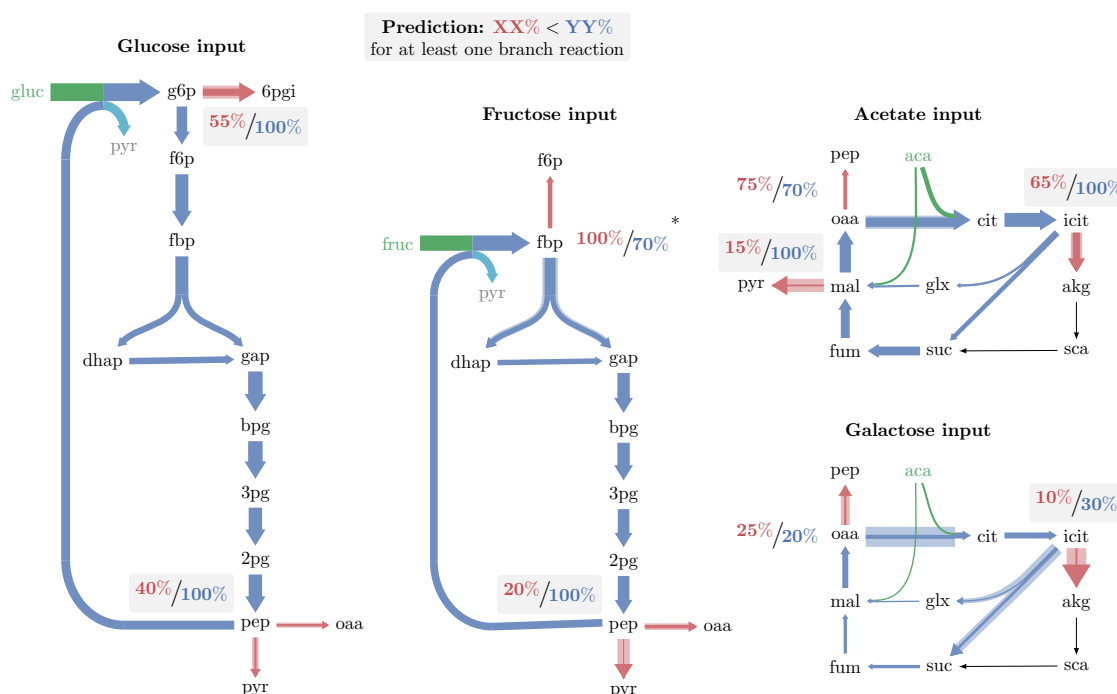 Prediction: XX% < YY%
for at least one branch reaction
Glucose input
gluc
g6p
6pgi
55%/100%
pyr
f6p
fbp
dhap
gap
bpg
3pg
2pg
40%/100%
pep
oaa
pyr
Fructose input
f6p
fruc
fbp
100%/70%*
pyr
dhap
gap
bpg
3pg
2pg
20%/100%
pep
oaa
pyr
Acetate input
pep
aca
75%/70%
65%/100%
oaa
cit
icit
15%/100%
pyr
mal
glx
akg
fum
suc
sca
Galactose input
pep
aca
10%/30%
25%/20%
oaa
cit
icit
mal
glx
akg
fum
suc
sca